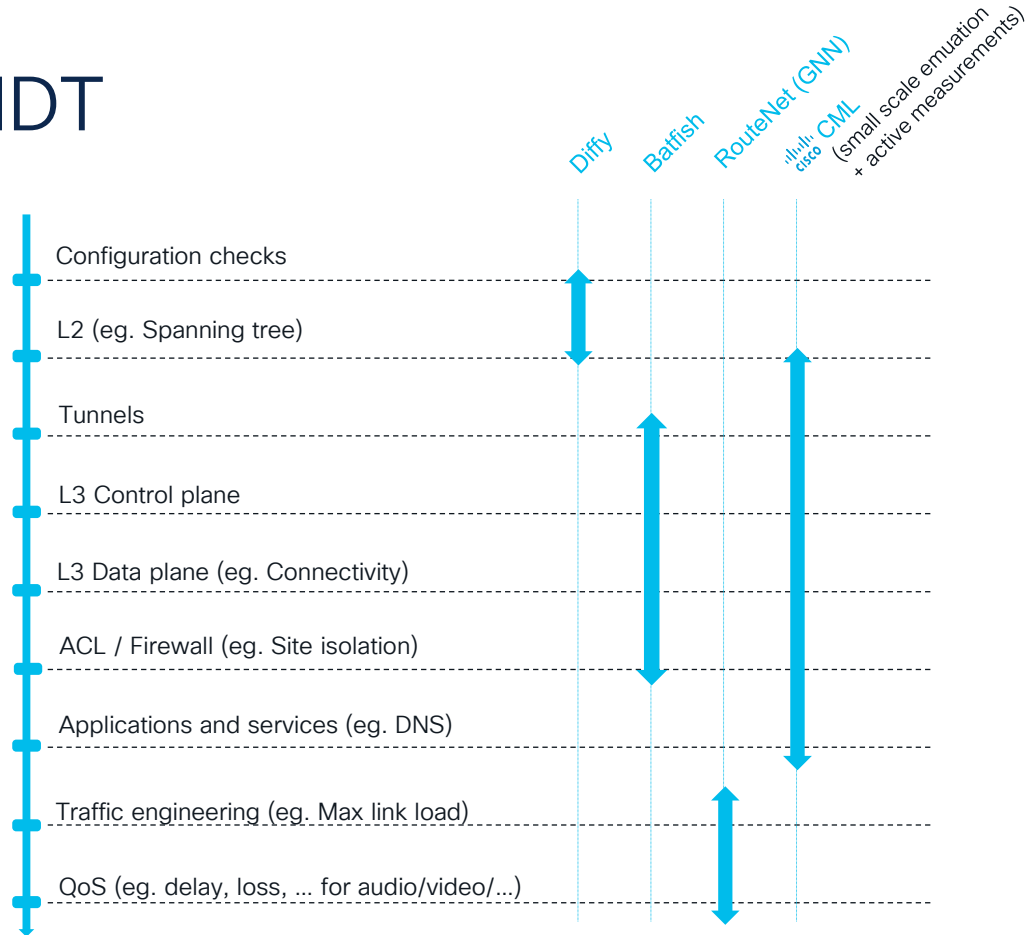 NDT
Diffy
Batfish
RouteNet (GNN)
cisco CML
(small scale emuation
+ active measurements)
Configuration checks
L2 (eg. Spanning tree)
Tunnels
L3 Control plane
L3 Data plane (eg. Connectivity)
ACL / Firewall (eg. Site isolation)
Applications and services (eg. DNS)
Traffic engineering (eg. Max link load)
QoS (eg. delay, loss, ... for audio/video/...)